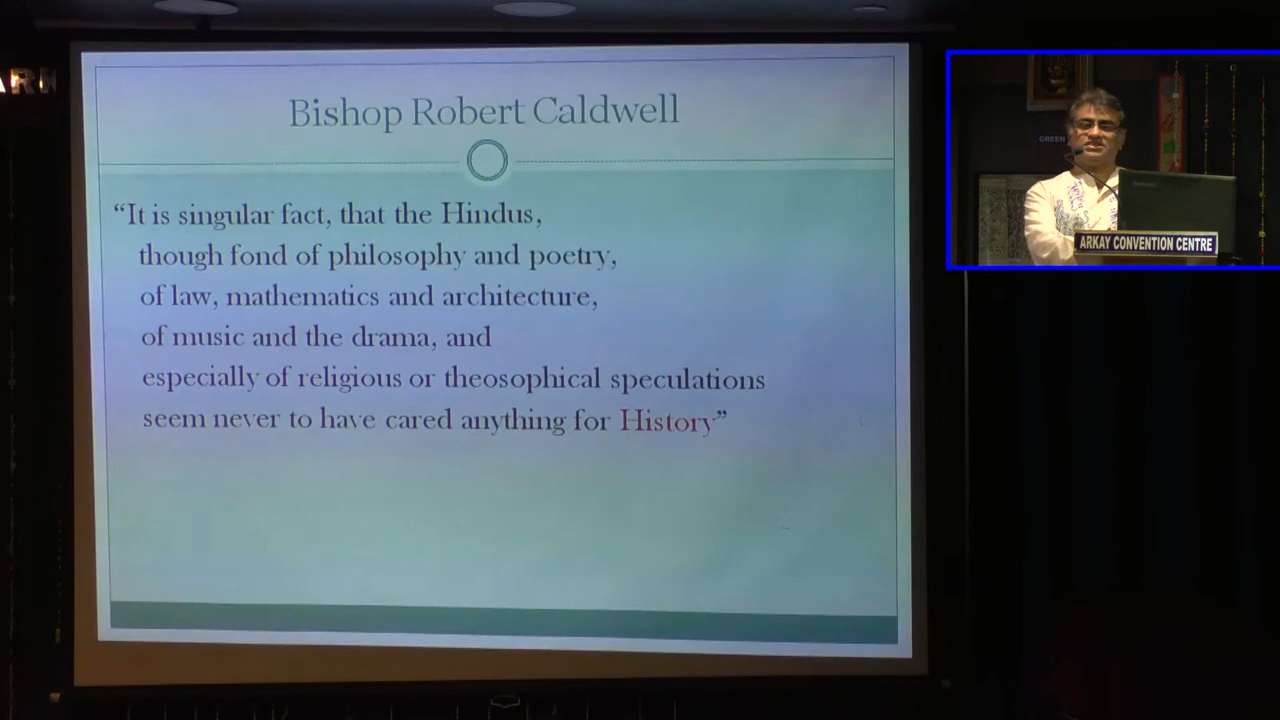 ARK
Bishop Robert Caldwell
“It is singular fact, that the Hindus,
though fond of philosophy and poetry,
of law, mathematics and architecture,
of music and the drama, and
especially of religious or theosophical speculations
seem never to have cared anything for History”
GREEN
ARKAY CONVENTION CENTRE